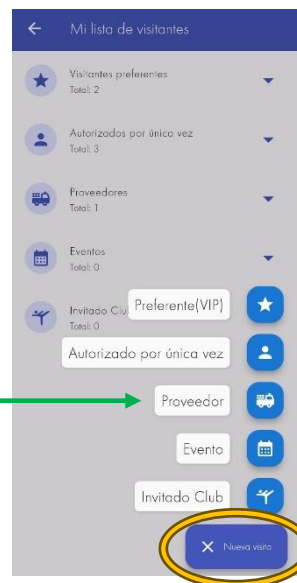 Mi lista de visitantes
Visitantes preferentes
Total: 2
Autorizados por única vez
Total: 3
Proveedores
Total: 1
Eventos
Total: 0
Invitado Clu
Total: 0
Preferente(VIP)
Autorizado por única vez
Proveedor
Evento
Invitado Club
Nueva visita